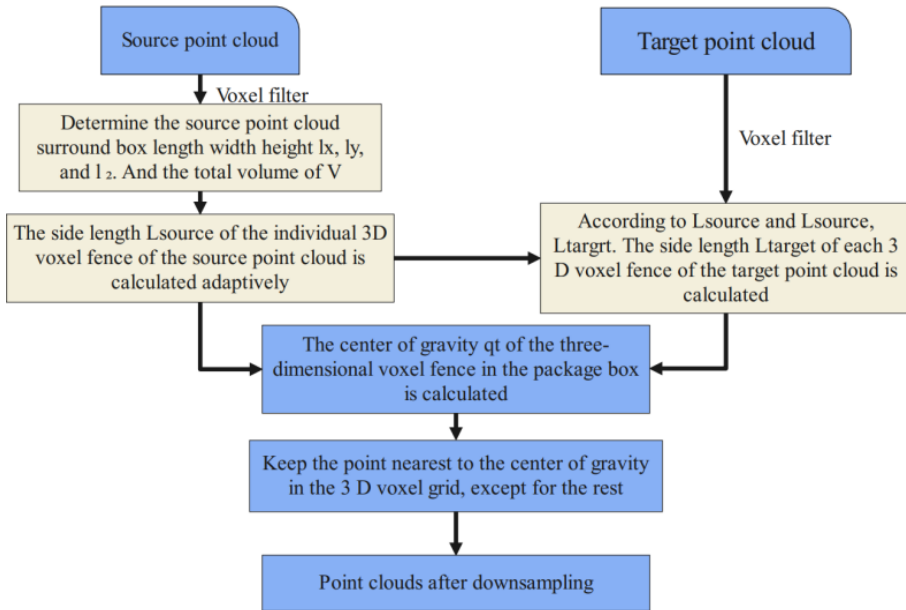 Source point cloud
Target point cloud
Voxel filter
Determine the source point cloud
surround box length width height lx, ly,
and l ₂. And the total volume of V
Voxel filter
The side length Lsource of the individual 3D
voxel fence of the source point cloud is
calculated adaptively
According to Lsource and Lsource,
Ltargrt. The side length Ltarget of each 3
D voxel fence of the target point cloud is
calculated
The center of gravity qt of the three-
dimensional voxel fence in the package box
is calculated
Keep the point nearest to the center of gravity
in the 3 D voxel grid, except for the rest
Point clouds after downsampling